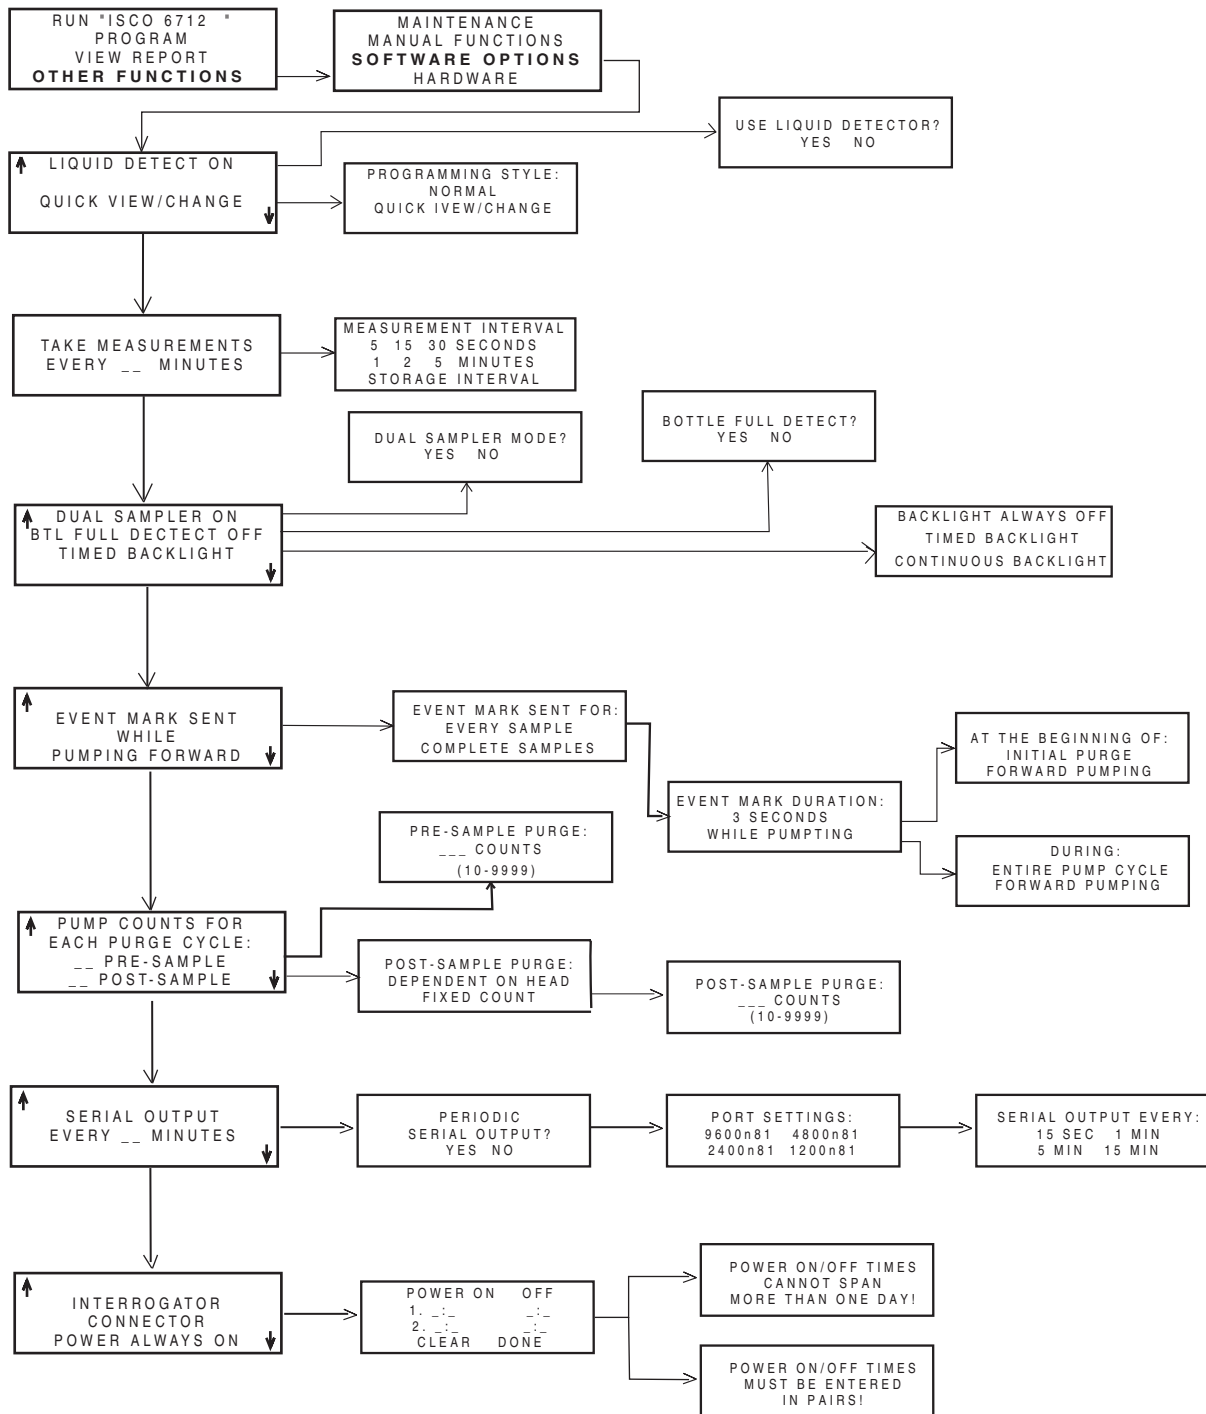 RUN "ISCO 6712 "
PROGRAM
VIEW REPORT
OTHER FUNCTIONS
MAINTENANCE
MANUAL FUNCTIONS
SOFTWARE OPTIONS
HARDWARE
USE LIQUID DETECTOR?
YES NO
LIQUID DETECT ON
QUICK VIEW/CHANGE
PROGRAMMING STYLE:
NORMAL
QUICK IVEW/CHANGE
TAKE MEASUREMENTS
EVERY __ MINUTES
MEASUREMENT INTERVAL
5 15 30 SECONDS
1 2 5 MINUTES
STORAGE INTERVAL
DUAL SAMPLER MODE?
YES NO
BOTTLE FULL DETECT?
YES NO
DUAL SAMPLER ON
BTL FULL DECTECT OFF
TIMED BACKLIGHT
BACKLIGHT ALWAYS OFF
TIMED BACKLIGHT
CONTINUOUS BACKLIGHT
EVENT MARK SENT
WHILE
PUMPING FORWARD
EVENT MARK SENT FOR:
EVERY SAMPLE
COMPLETE SAMPLES
EVENT MARK DURATION:
3 SECONDS
WHILE PUMPTING
AT THE BEGINNING OF:
INITIAL PURGE
FORWARD PUMPING
DURING:
ENTIRE PUMP CYCLE
FORWARD PUMPING
PRE-SAMPLE PURGE:
___ COUNTS
(10-9999)
PUMP COUNTS FOR
EACH PURGE CYCLE:
__ PRE-SAMPLE
__ POST-SAMPLE
POST-SAMPLE PURGE:
DEPENDENT ON HEAD
FIXED COUNT
POST-SAMPLE PURGE:
___ COUNTS
(10-9999)
SERIAL OUTPUT
EVERY __ MINUTES
PERIODIC
SERIAL OUTPUT?
YES NO
PORT SETTINGS:
9600n81 4800n81
2400n81 1200n81
SERIAL OUTPUT EVERY:
15 SEC 1 MIN
5 MIN 15 MIN
INTERROGATOR
CONNECTOR
POWER ALWAYS ON
POWER ON OFF
1. _:_ _:_
2. _:_ _:_
CLEAR DONE
POWER ON/OFF TIMES
CANNOT SPAN
MORE THAN ONE DAY!
POWER ON/OFF TIMES
MUST BE ENTERED
IN PAIRS!